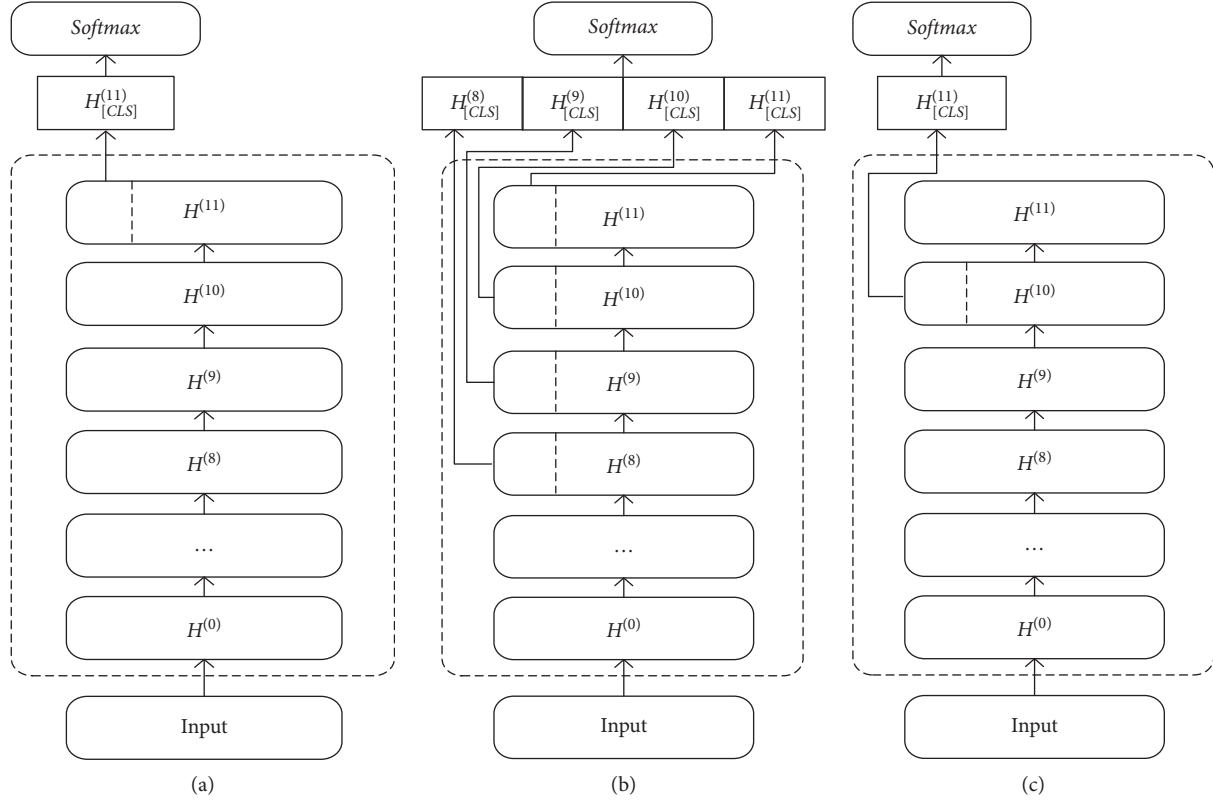 Softmax
H^{(11)}_{[CLS]}
H^{(11)}
H^{(10)}
H^{(9)}
H^{(8)}
...
H^{(0)}
Input
(a)
Softmax
H^{(8)}_{[CLS]} H^{(9)}_{[CLS]} H^{(10)}_{[CLS]} H^{(11)}_{[CLS]}
H^{(11)}
H^{(10)}
H^{(9)}
H^{(8)}
...
H^{(0)}
Input
(b)
Softmax
H^{(11)}_{[CLS]}
H^{(11)}
H^{(10)}
H^{(9)}
H^{(8)}
...
H^{(0)}
Input
(c)